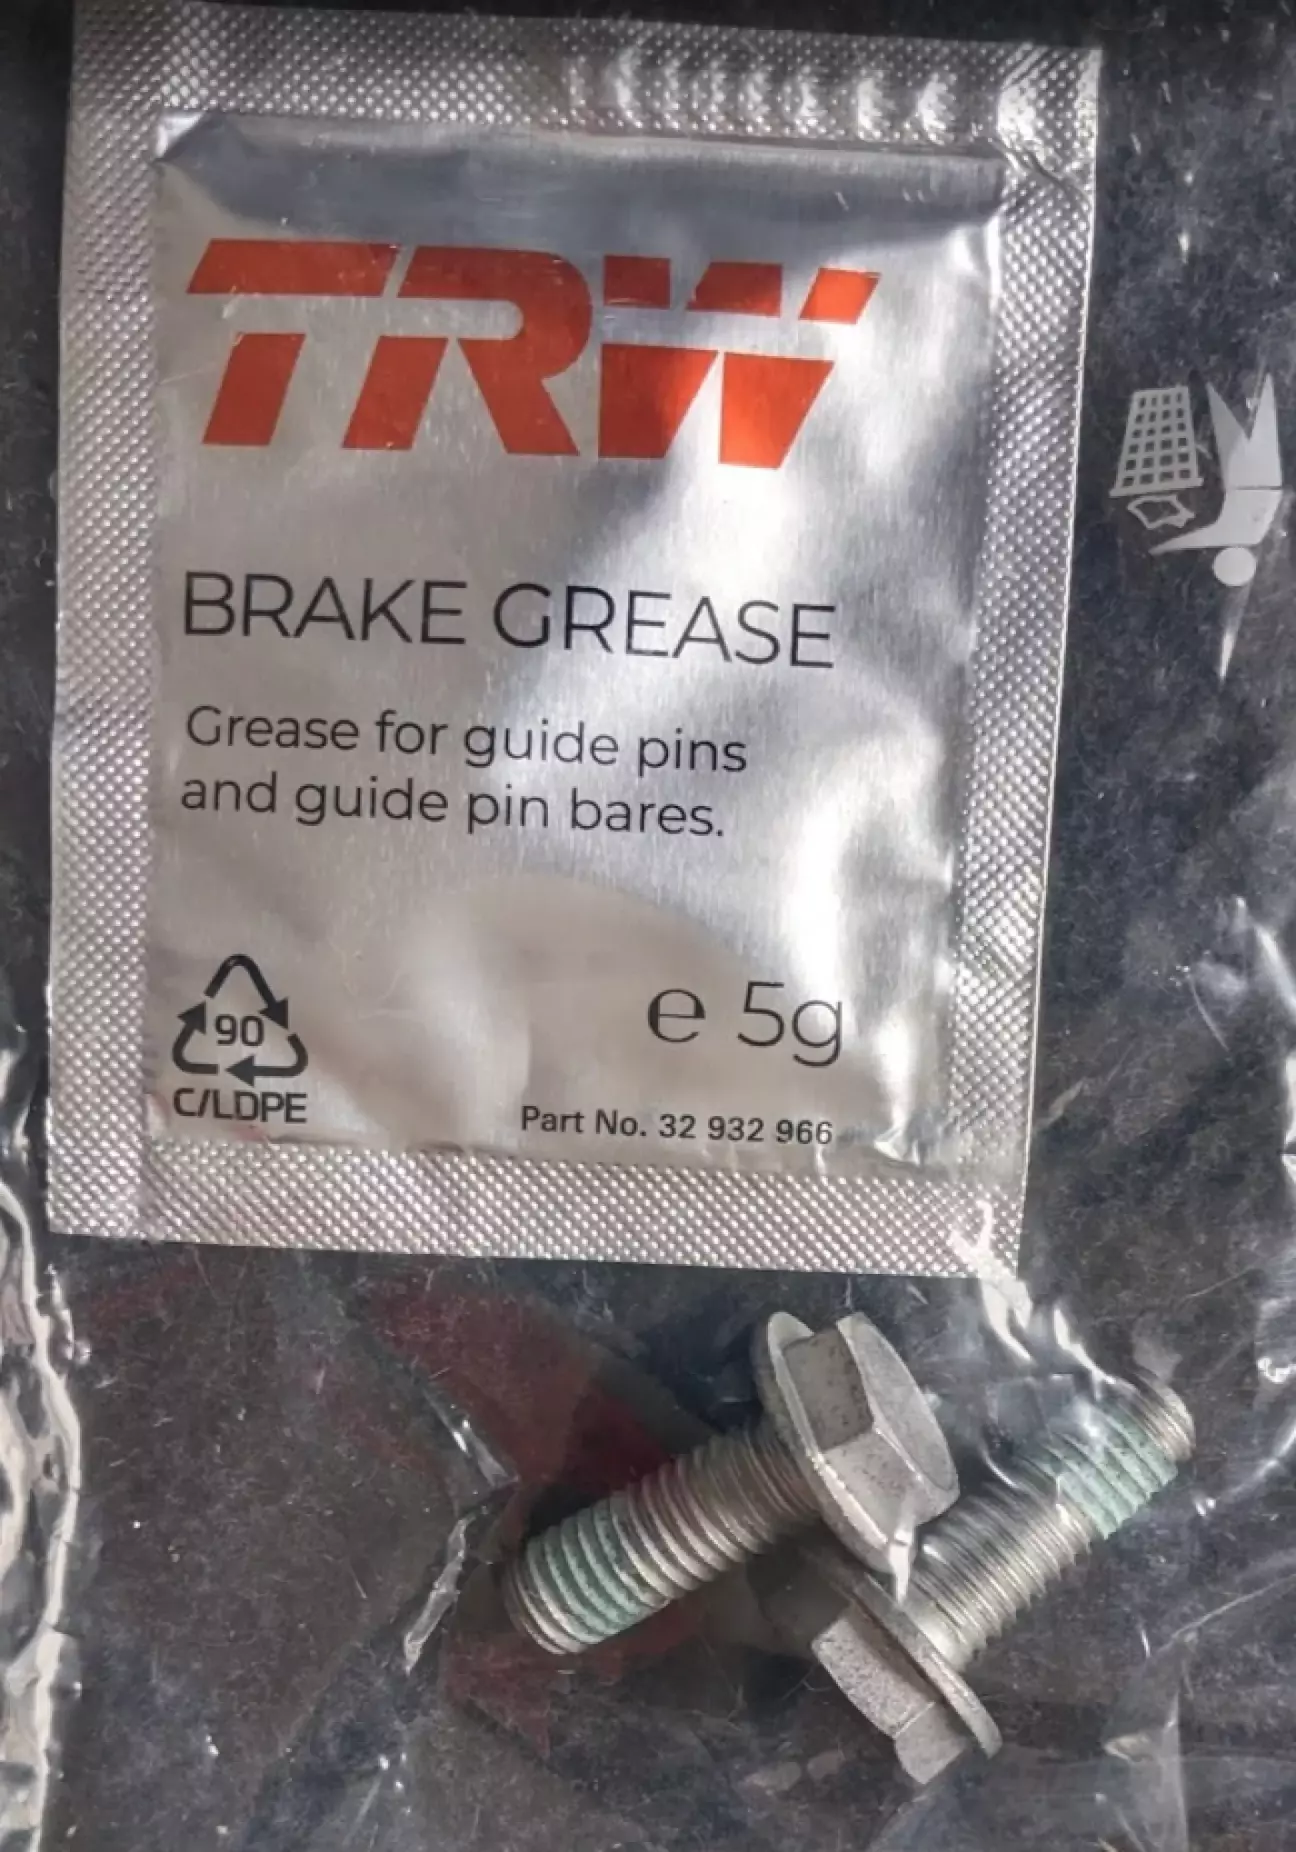 TRW
BRAKE GREASE
Grease for guide pins
and guide pin bares.
90
C/LDPE
e 5g
Part No. 32 932 966